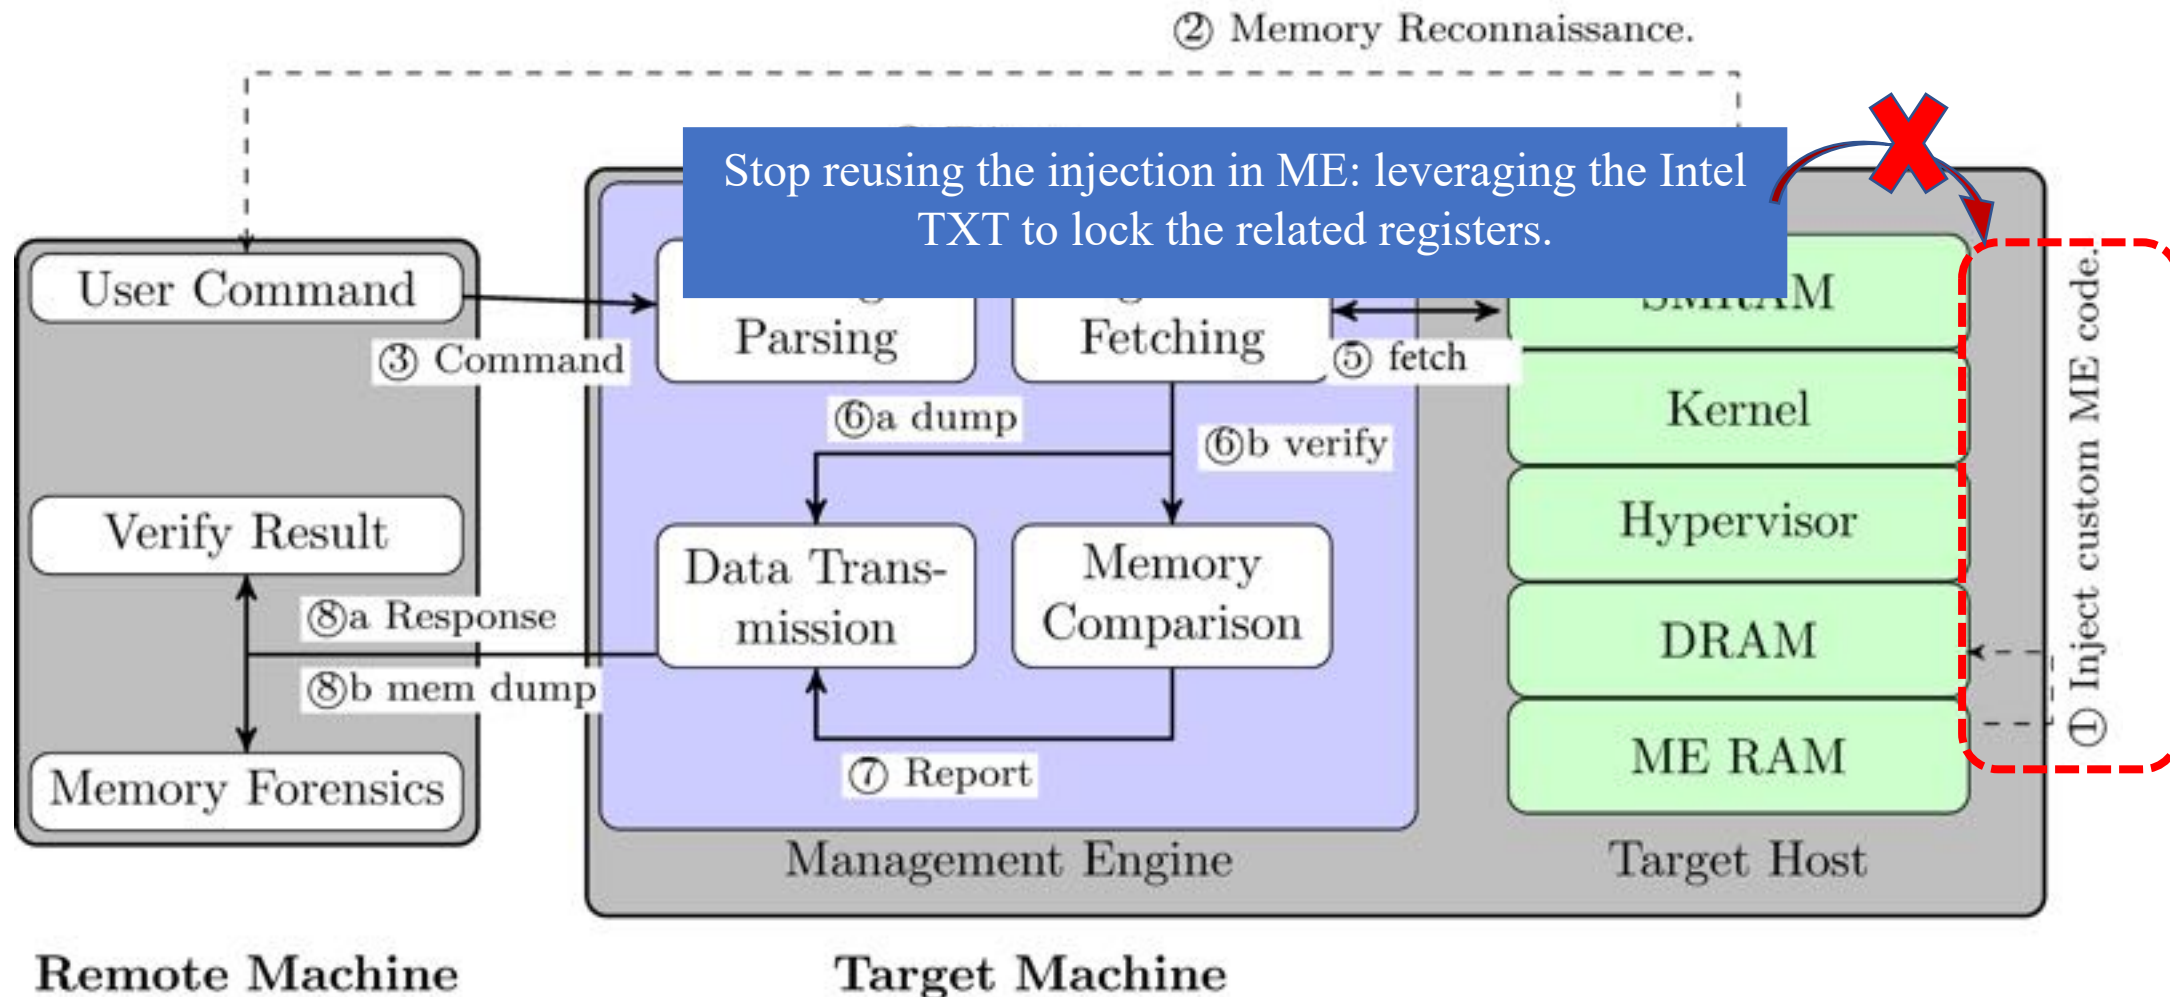 ② Memory Reconnaissance.
Stop reusing the injection in ME: leveraging the Intel
TXT to lock the related registers.
User Command
③ Command
Parsing
Fetching
⑤ fetch
SMRAM
Kernel
Hypervisor
DRAM
ME RAM
① Inject custom ME code.
⑥a dump
⑥b verify
Verify Result
Data Trans-
mission
Memory
Comparison
⑧a Response
⑧b mem dump
⑦ Report
Memory Forensics
Management Engine
Target Host
Remote Machine
Target Machine